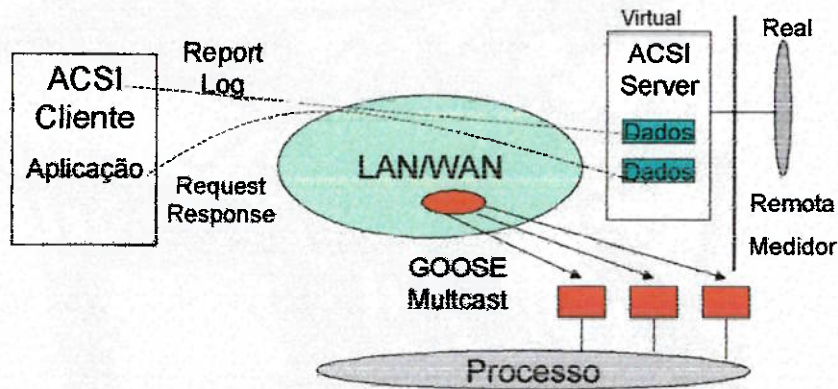 ACSI
Cliente
Aplicação
Report
Log
Request
Response
LAN/WAN
GOOSE
Multcast
Virtual
ACSI
Server
Dados
Dados
Real
Remota
Medidor
Processo